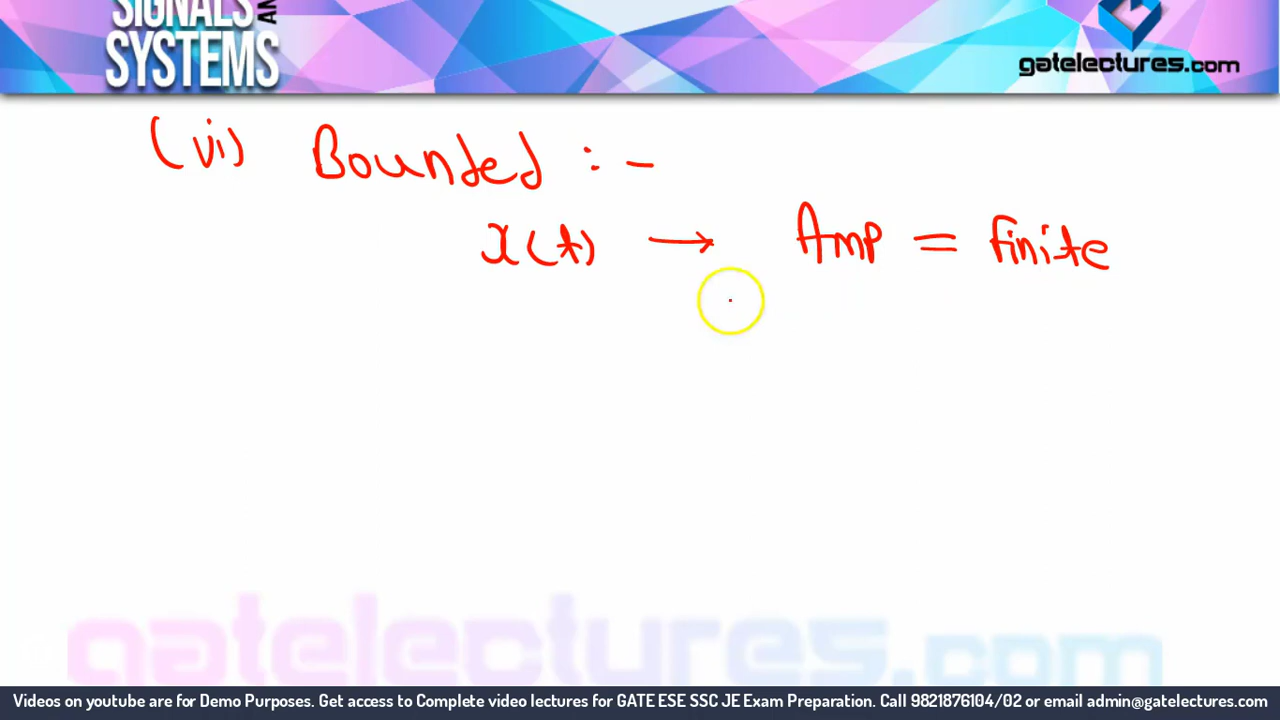 SIGNALS AND
SYSTEMS
gatelectures.com
(vi) Bounded :-
x(t) → Amp = finite
gatelectures.com
Videos on youtube are for Demo Purposes. Get access to Complete video lectures for GATE ESE SSC JE Exam Preparation. Call 9821876104/02 or email admin@gatelectures.com